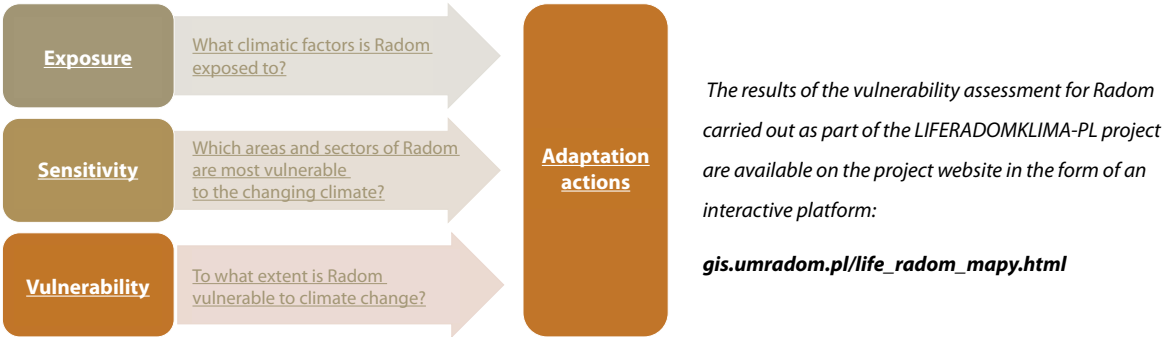 Exposure
What climatic factors is Radom
exposed to?
Sensitivity
Which areas and sectors of Radom
are most vulnerable
to the changing climate?
Vulnerability
To what extent is Radom
vulnerable to climate change?
Adaptation
actions
The results of the vulnerability assessment for Radom
carried out as part of the LIFERADOMKLIMA-PL project
are available on the project website in the form of an
interactive platform:
gis.umradom.pl/life_radom_mapy.html